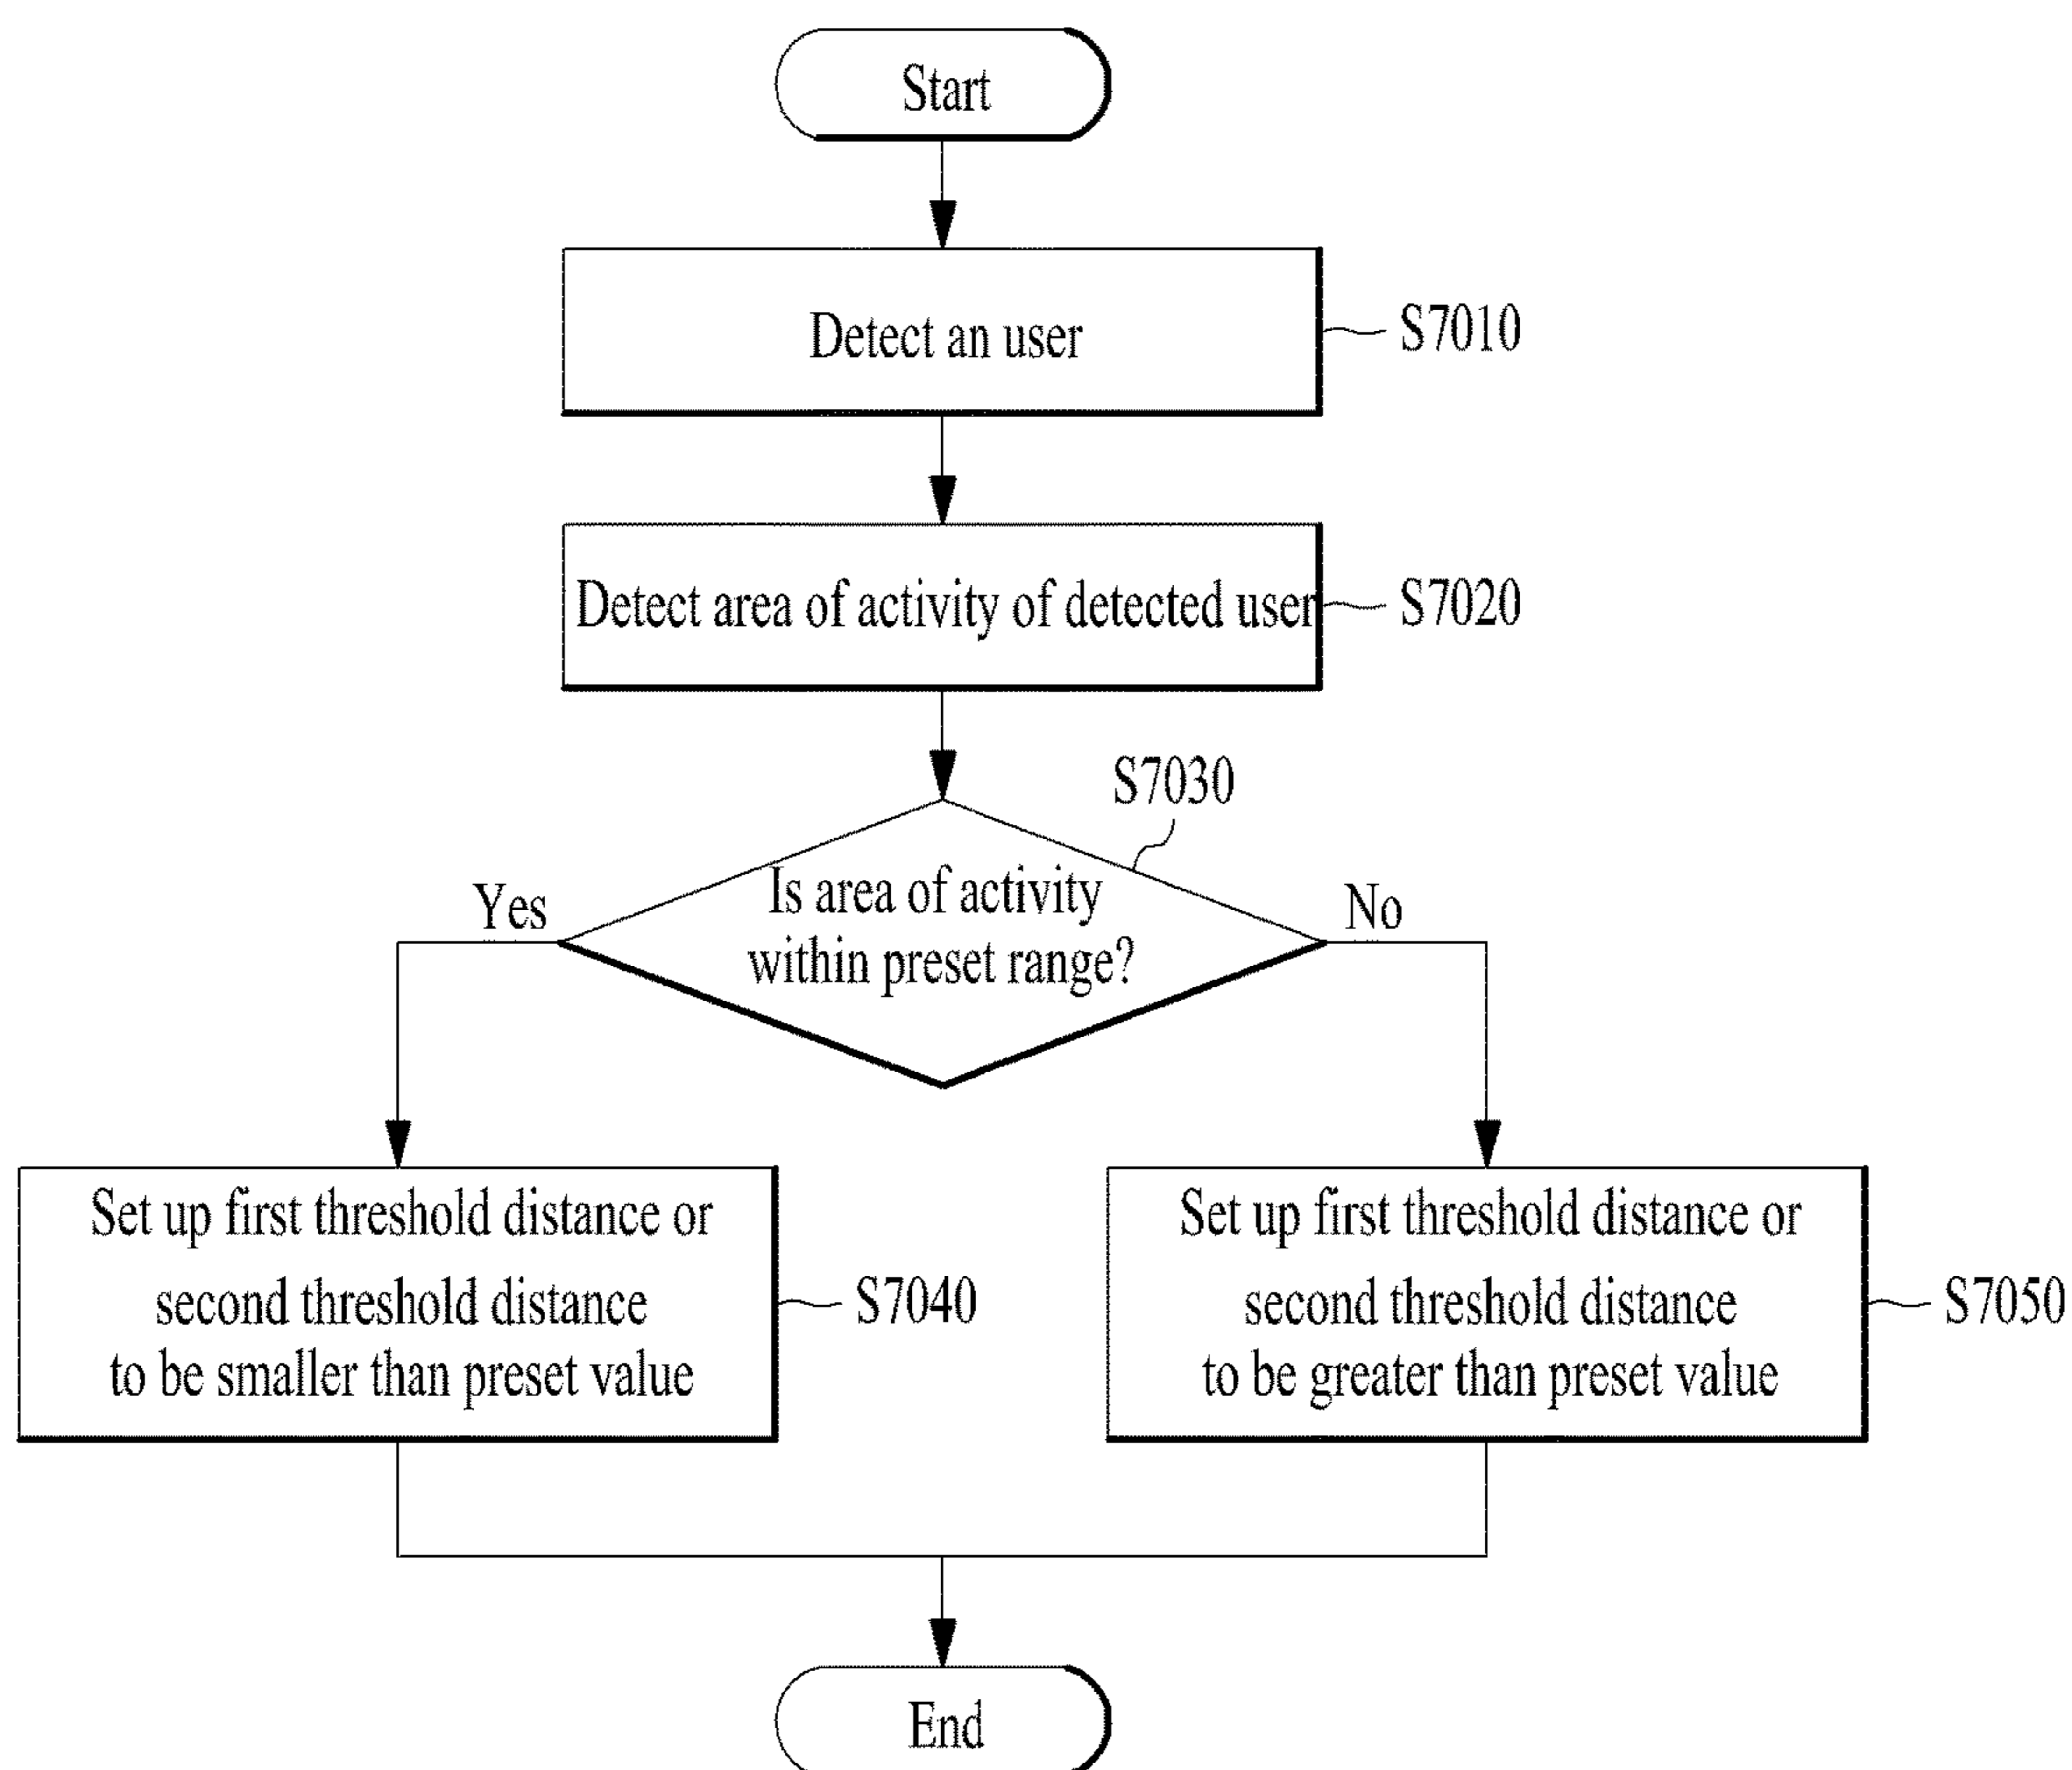 Start
Detect an user
S7010
Detect area of activity of detected user
S7020
S7030
Is area of activity
within preset range?
Yes
No
Set up first threshold distance or
second threshold distance
to be smaller than preset value
S7040
Set up first threshold distance or
second threshold distance
to be greater than preset value
S7050
End